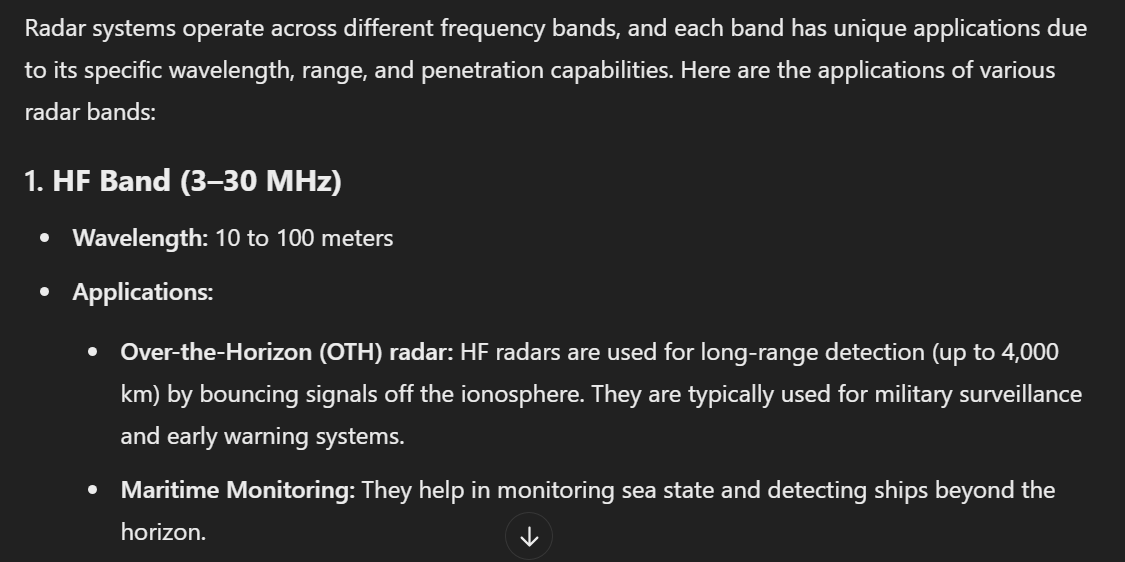 Radar systems operate across different frequency bands, and each band has unique applications due
to its specific wavelength, range, and penetration capabilities. Here are the applications of various
radar bands:
1. HF Band (3–30 MHz)
• Wavelength: 10 to 100 meters
• Applications:
• Over-the-Horizon (OTH) radar: HF radars are used for long-range detection (up to 4,000
km) by bouncing signals off the ionosphere. They are typically used for military surveillance
and early warning systems.
• Maritime Monitoring: They help in monitoring sea state and detecting ships beyond the
horizon.